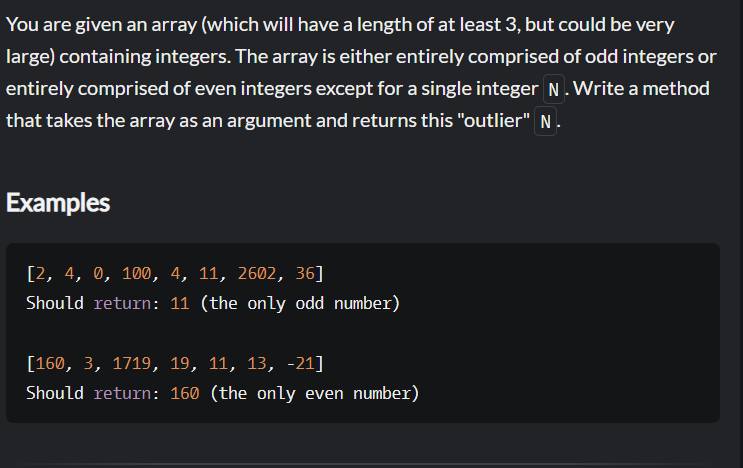 You are given an array (which will have a length of at least 3, but could be very
large) containing integers. The array is either entirely comprised of odd integers or
entirely comprised of even integers except for a single integer N. Write a method
that takes the array as an argument and returns this "outlier" N.
Examples
[2, 4, 0, 100, 4, 11, 2602, 36]
Should return: 11 (the only odd number)
[160, 3, 1719, 19, 11, 13, -21]
Should return: 160 (the only even number)